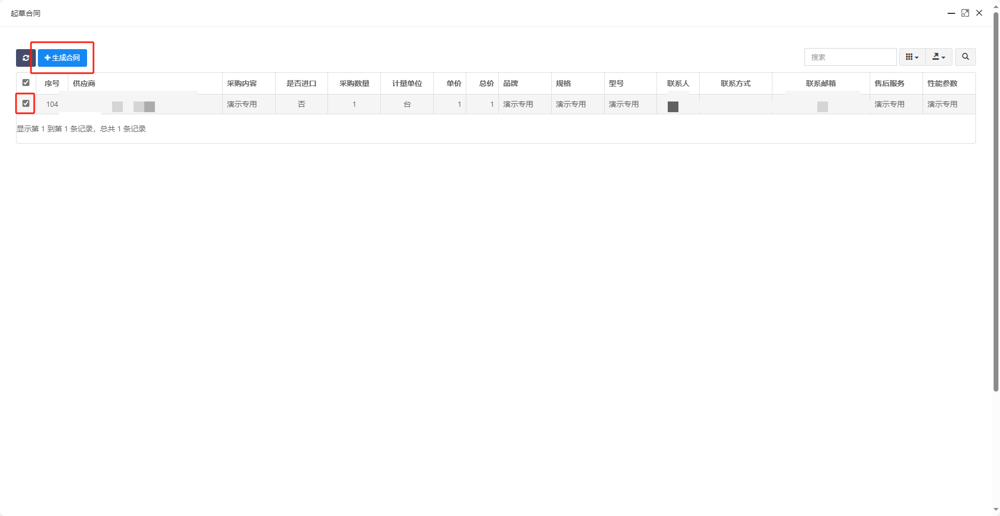 起草合同
生成合同
搜索
序号 供应商 采购内容 是否进口 采购数量 计量单位 单价 总价 品牌 规格 型号 联系人 联系方式 联系邮箱 售后服务 性能参数
104 演示专用 否 1 台 1 1 演示专用 演示专用 演示专用 演示专用 演示专用
显示第 1 到第 1 条记录，总共 1 条记录